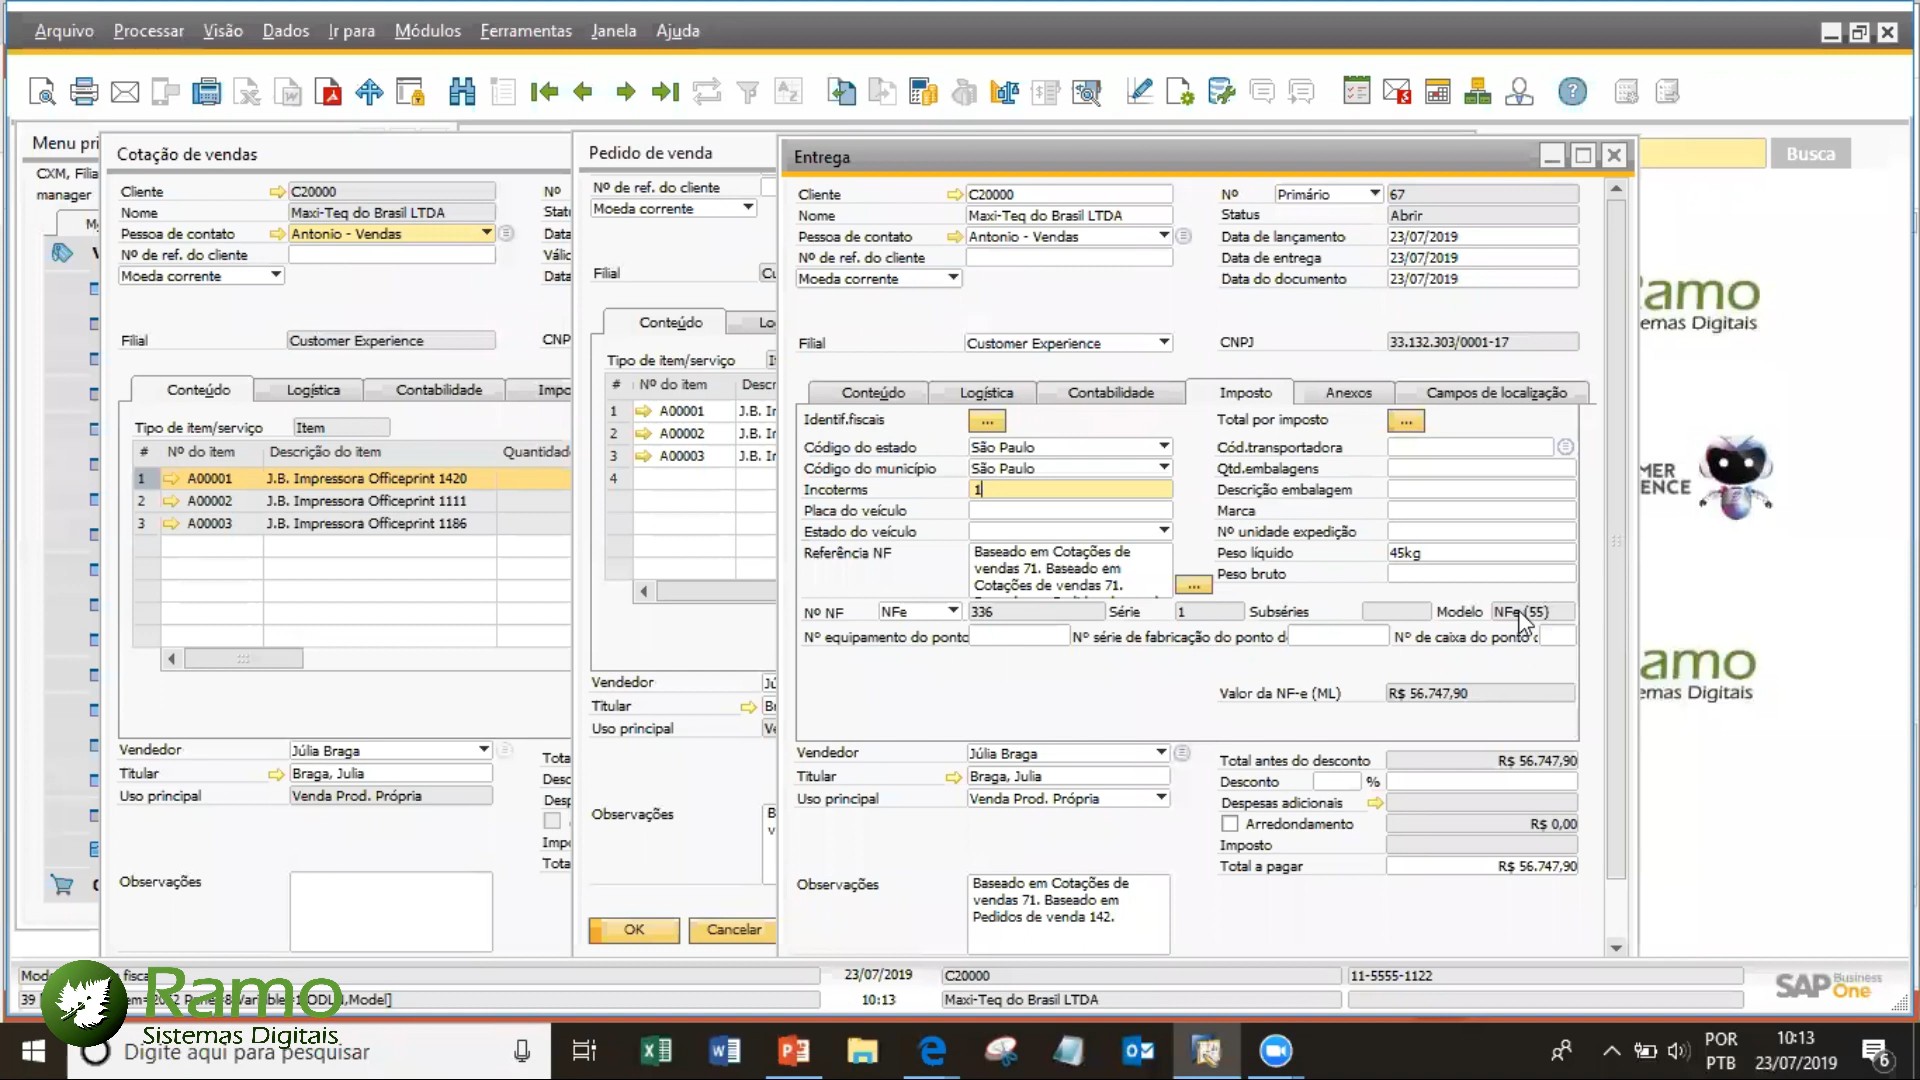 Arquivo Processar Visão Dados Ir para Módulos Ferramentas Janela Ajuda
Menu pri
CXM, Filia
manager
Cotação de vendas
Cliente C20000 Nº
Nome Maxi-Teq do Brasil LTDA
Pessoa de contato Antonio - Vendas Data
Nº de ref. do cliente
Moeda corrente Data
Filial Customer Experience CNP
Conteúdo Logística Contabilidade Impo
Tipo de item/serviço Item
# Nº do item Descrição do item Quantidad
1 A00001 J.B. Impressora Officeprint 1420
2 A00002 J.B. Impressora Officeprint 1111
3 A00003 J.B. Impressora Officeprint 1186
Vendedor Júlia Braga
Titular Braga, Julia
Uso principal Venda Prod. Própria
Observações
Pedido de venda
Nº de ref. do cliente
Moeda corrente
Filial
Conteúdo Lo
Tipo de item/serviço
# Nº do item Descr
1 A00001 J.B. I
2 A00002 J.B. I
3 A00003 J.B. I
4
Vendedor
Titular
Uso principal
Observações
OK Cancelar
Entrega
Cliente C20000 Nº Primário 67
Nome Maxi-Teq do Brasil LTDA Status Abrir
Pessoa de contato Antonio - Vendas Data de lançamento 23/07/2019
Nº de ref. do cliente Data de entrega 23/07/2019
Moeda corrente Data do documento 23/07/2019
Filial Customer Experience CNPJ 33.132.303/0001-17
Conteúdo Logística Contabilidade Imposto Anexos Campos de localização
Identif.fiscais ... Total por imposto ...
Código do estado São Paulo Cód.transportadora
Código do município São Paulo Qtd.embalagens
Incoterms 1 Descrição embalagem
Placa do veículo Marca
Estado do veículo Nº unidade expedição
Referência NF Baseado em Cotações de Peso líquido 45kg
vendas 71. Baseado em Peso bruto
Cotações de vendas 71. ...
Nº NF NFe 336 Série 1 Subséries Modelo NFe (55)
Nº equipamento do ponto Nº série de fabricação do ponto d Nº de caixa do ponto
Valor da NF-e (ML) R$ 56.747,90
Vendedor Júlia Braga Total antes do desconto R$ 56.747,90
Titular Braga, Julia Desconto %
Uso principal Venda Prod. Própria Despesas adicionais
Arredondamento R$ 0,00
Imposto
Total a pagar R$ 56.747,90
Observações Baseado em Cotações de
vendas 71. Baseado em
Pedidos de venda 142.
Busca
amo
emas Digitais
MER
IENCE
amo
emas Digitais
23/07/2019 C20000 11-5555-1122
10:13 Maxi-Teq do Brasil LTDA
SAP Business One
Ramo
Sistemas Digitais
Digite aqui para pesquisar
POR
PTB
10:13
23/07/2019
6